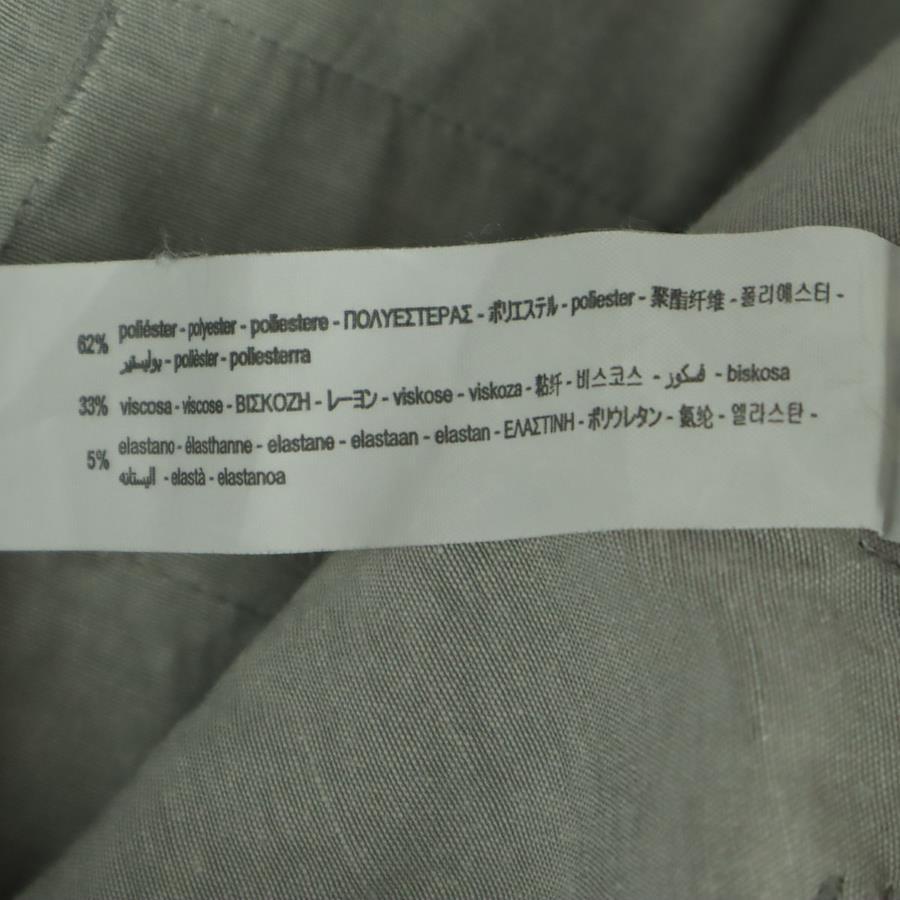 62% poliéster - polyester - poliestere - ΠΟΛΥΕΣΤΕΡΑΣ - ポリエステル - poliester - 聚酯纤维 - 폴리에스터 -
بوليستير - polièster - poliesterra
33% viscosa - viscose - ΒΙΣΚΟΖΗ - レーヨン - viskose - viskoza - 粘纤 - 비스코스 - فسكوز - biskosa
5% elastano - élasthanne - elastane - elastaan - elastan - ΕΛΑΣΤΙΝΗ - ポリウレタン - 氨纶 - 엘라스탄 -
اليستانه - elastà - elastanoa